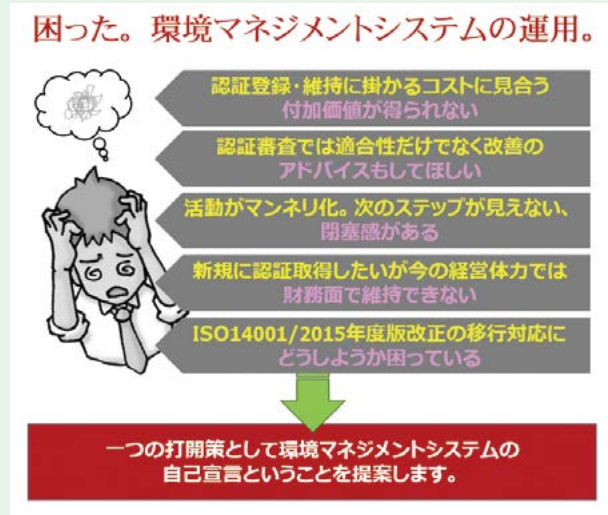 困った。環境マネジメントシステムの運用。
認証登録・維持に掛かるコストに見合う
付加価値が得られない
認証審査では適合性だけでなく改善の
アドバイスもしてほしい
活動がマンネリ化。次のステップが見えない、
閉塞感がある
新規に認証取得したいが今の経営体力では
財務面で維持できない
ISO14001/2015年度版改正の移行対応に
どうしようか困っている
一つの打開策として環境マネジメントシステムの
自己宣言ということを提案します。